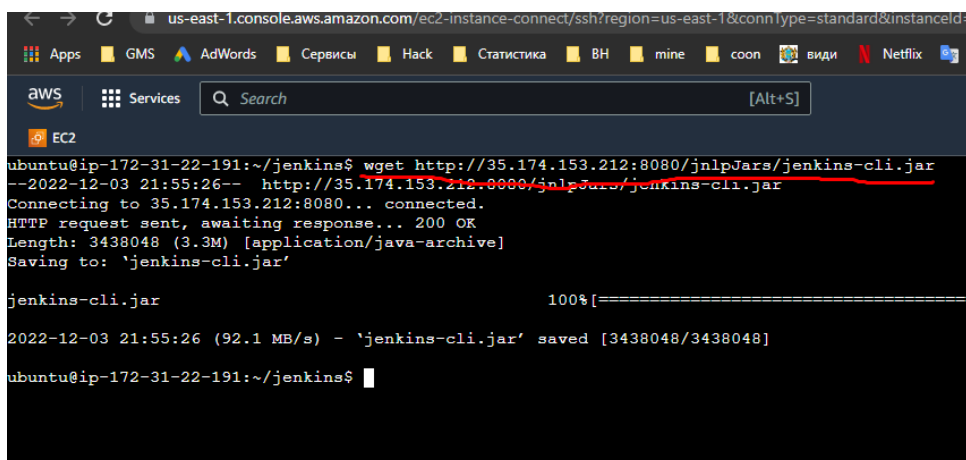 us-east-1.console.aws.amazon.com/ec2-instance-connect/ssh?region=us-east-1&connType=standard&instanceId=
Apps GMS AdWords Сервисы Hack Статистика BH mine coon види Netflix
aws Services Search [Alt+S]
EC2
ubuntu@ip-172-31-22-191:~/jenkins$ wget http://35.174.153.212:8080/jnlpJars/jenkins-cli.jar
--2022-12-03 21:55:26-- http://35.174.153.212:8080/jnlpJars/jenkins-cli.jar
Connecting to 35.174.153.212:8080... connected.
HTTP request sent, awaiting response... 200 OK
Length: 3438048 (3.3M) [application/java-archive]
Saving to: ‘jenkins-cli.jar’
jenkins-cli.jar 100%[====================================
2022-12-03 21:55:26 (92.1 MB/s) - ‘jenkins-cli.jar’ saved [3438048/3438048]
ubuntu@ip-172-31-22-191:~/jenkins$